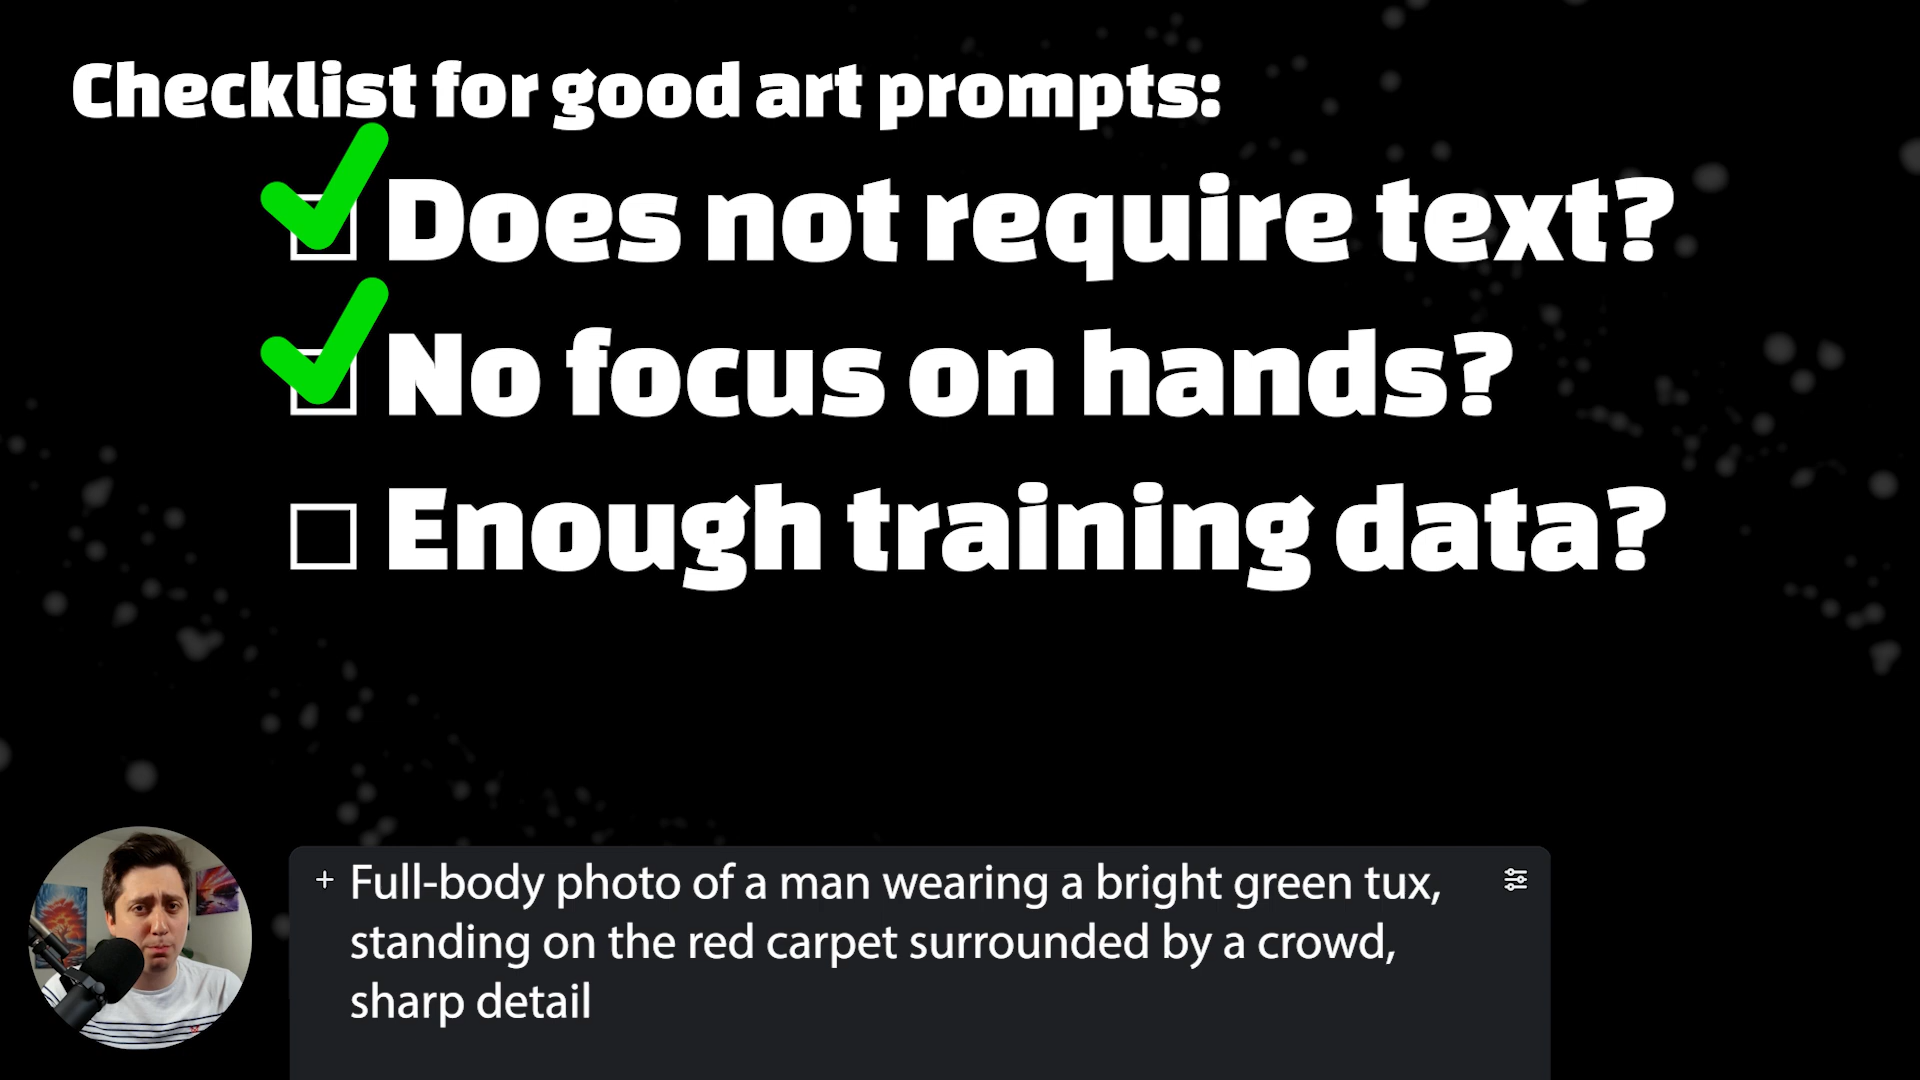 Checklist for good art prompts:
Does not require text?
No focus on hands?
Enough training data?
+ Full-body photo of a man wearing a bright green tux,
standing on the red carpet surrounded by a crowd,
sharp detail